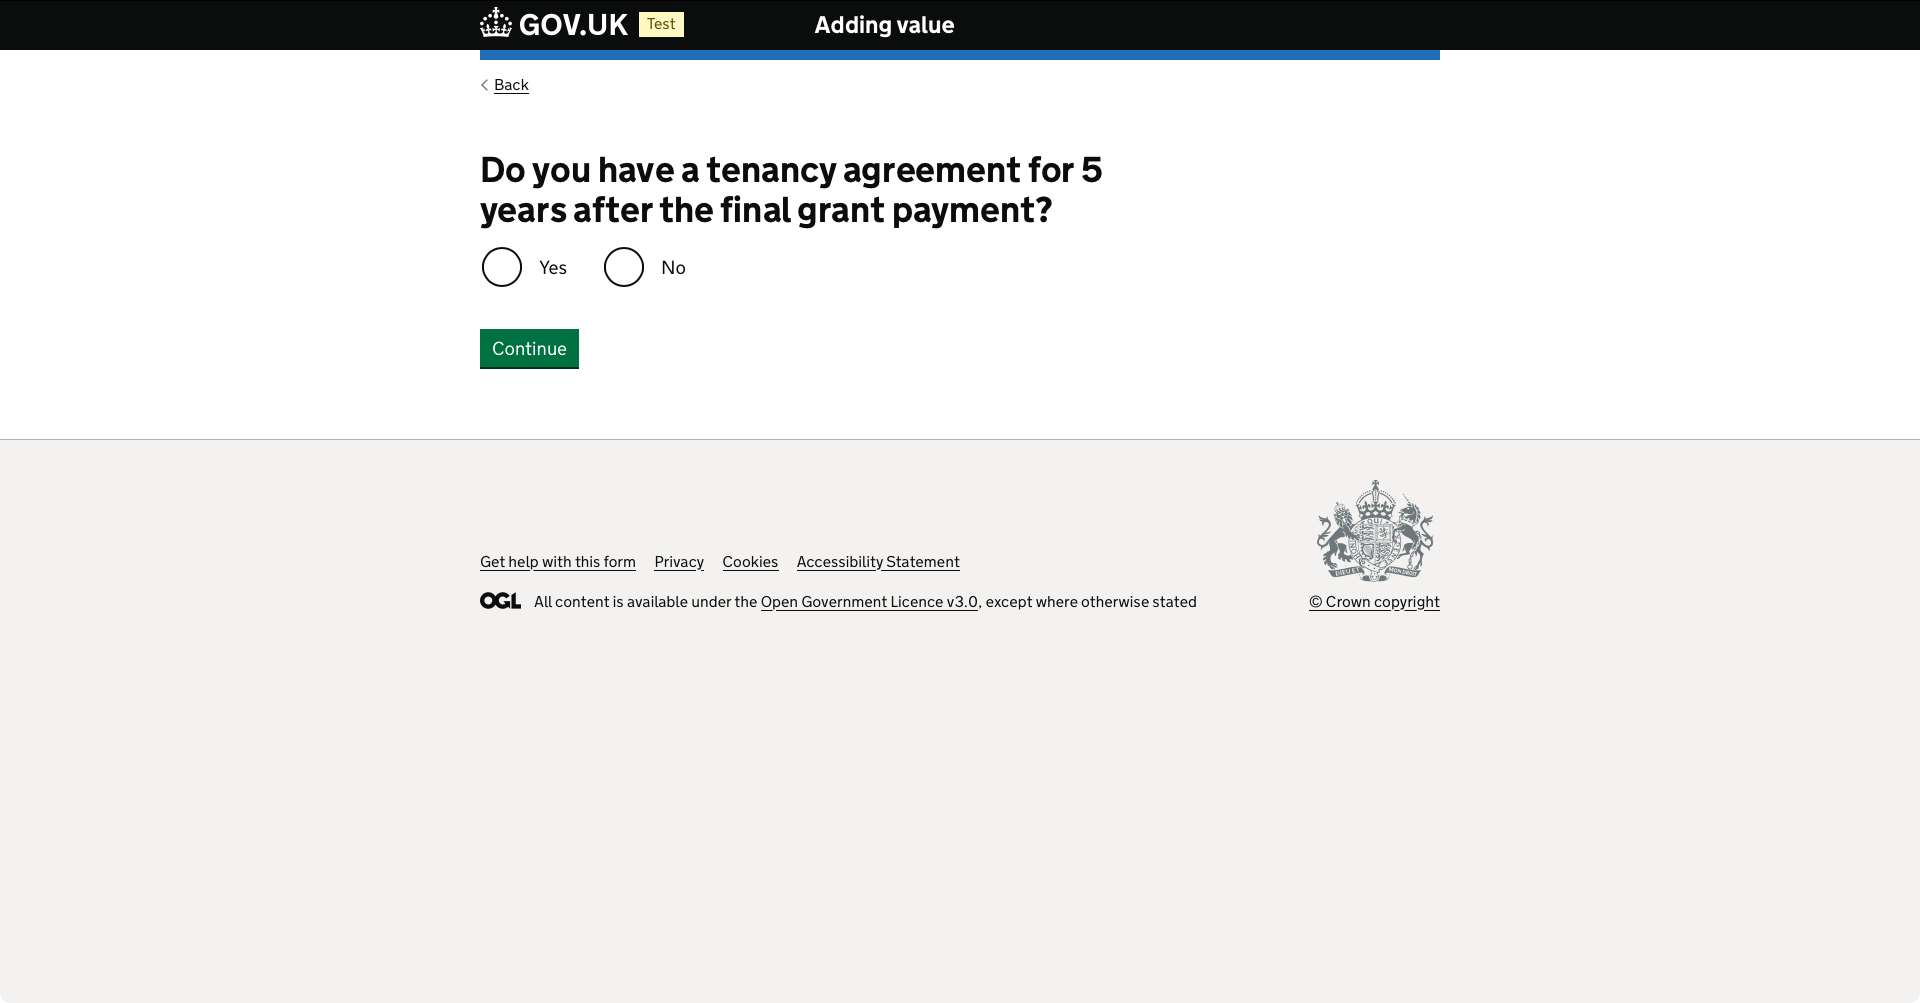 GOV.UK Test Adding value
Back
Do you have a tenancy agreement for 5
years after the final grant payment?
Yes No
Continue
Get help with this form Privacy Cookies Accessibility Statement
OGL All content is available under the Open Government Licence v3.0, except where otherwise stated
© Crown copyright